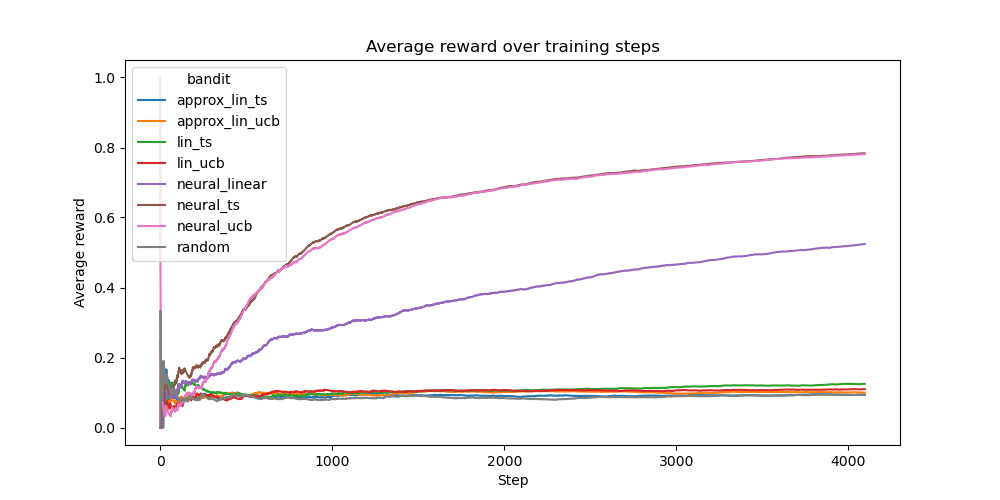 Average reward over training steps
Average reward
1.0
0.8
0.6
0.4
0.2
0.0
bandit
approx_lin_ts
approx_lin_ucb
lin_ts
lin_ucb
neural_linear
neural_ts
neural_ucb
random
0
1000
2000
3000
4000
Step